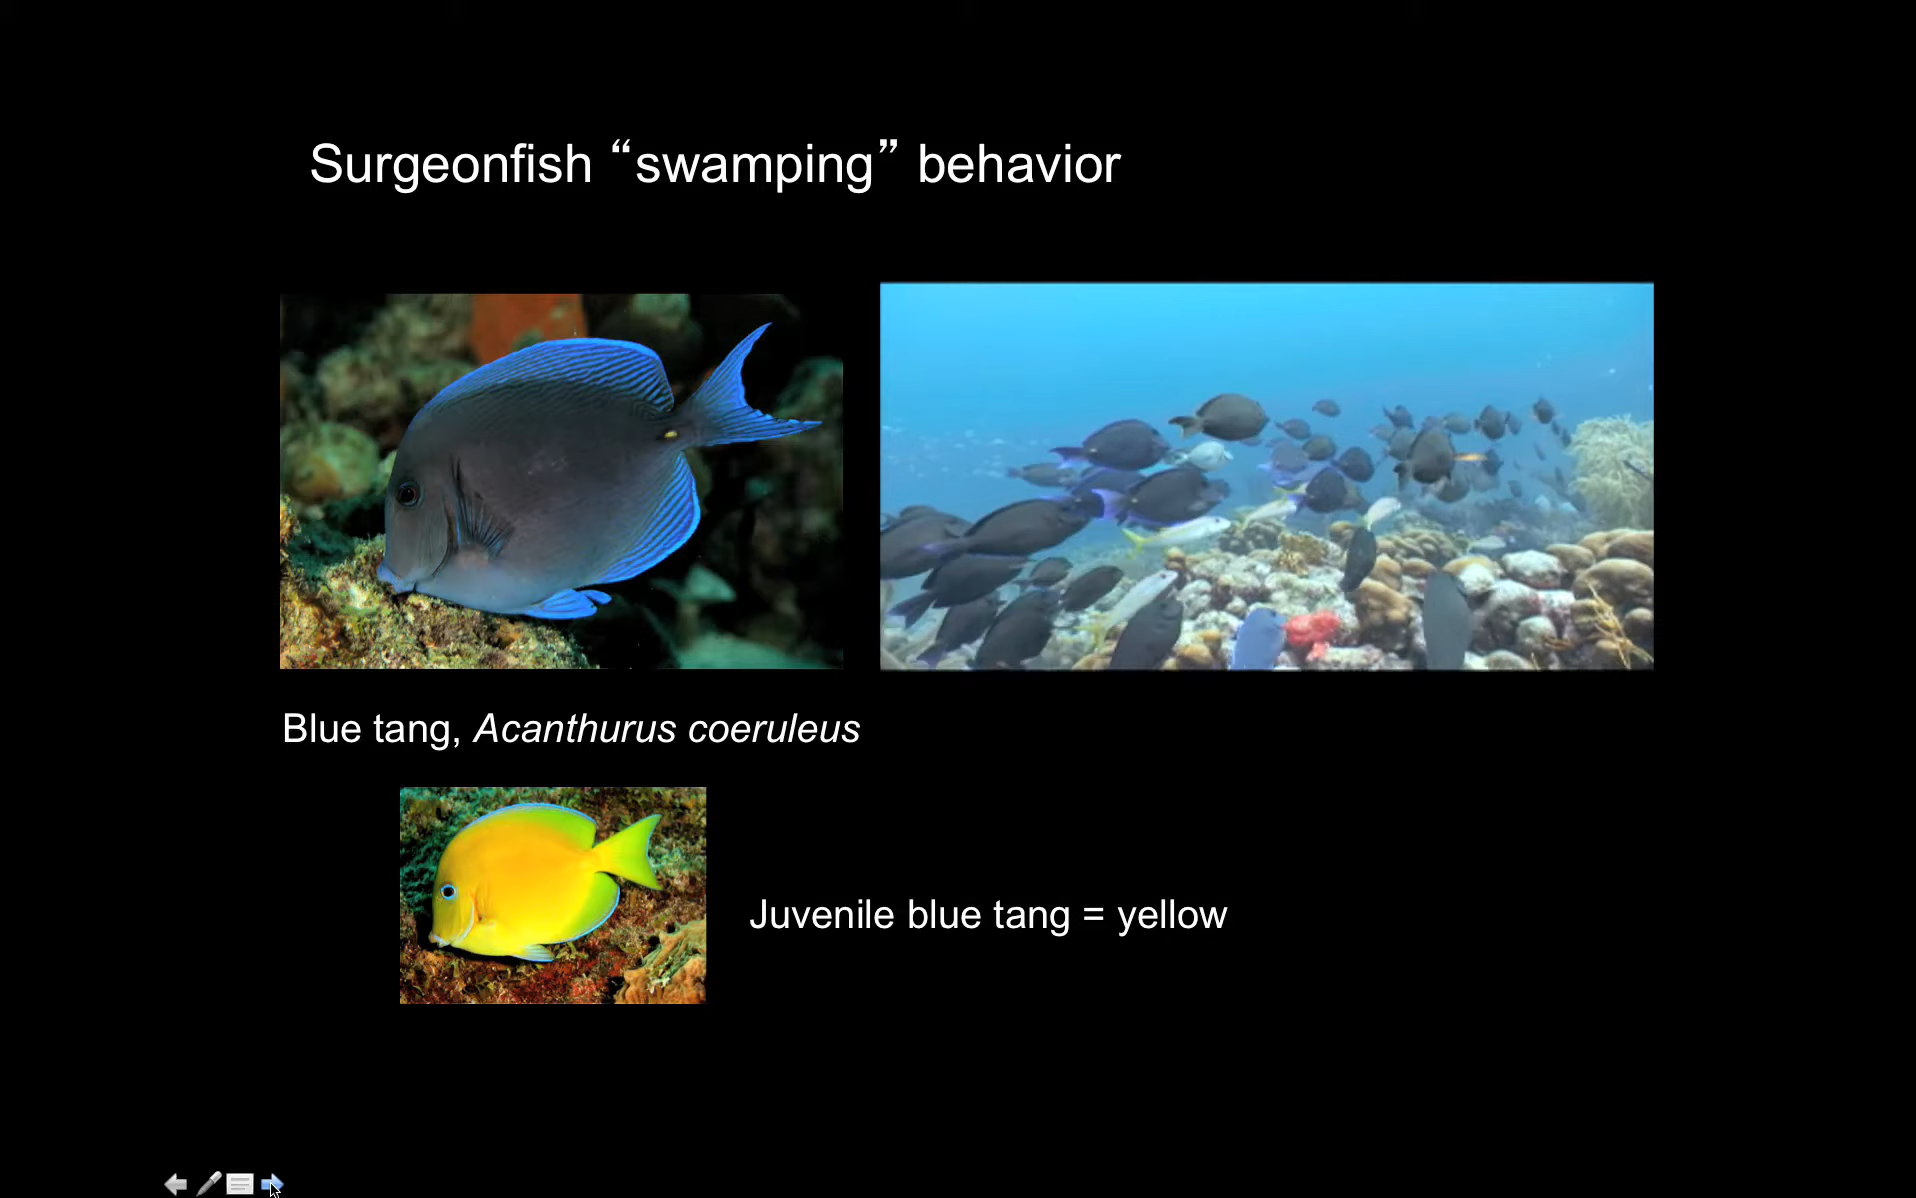 Surgeonfish “swamping” behavior
Blue tang, Acanthurus coeruleus
Juvenile blue tang = yellow